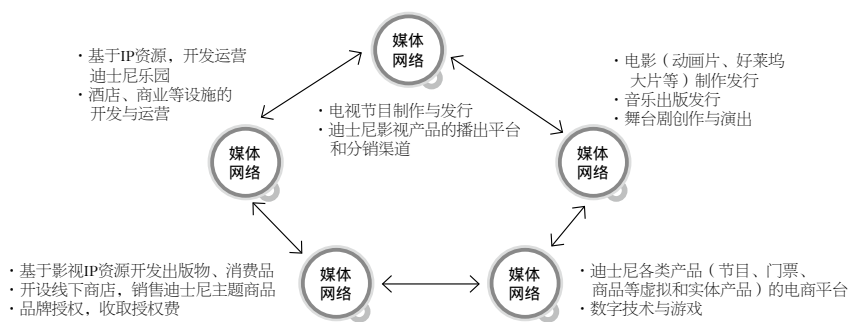 媒体
网络
·基于IP资源，开发运营
迪士尼乐园
·酒店、商业等设施的
开发与运营
·电视节目制作与发行
·迪士尼影视产品的播出平台
和分销渠道
·电影（动画片、好莱坞
大片等）制作发行
·音乐出版发行
·舞台剧创作与演出
媒体
网络
媒体
网络
·基于影视IP资源开发出版物、消费品
·开设线下商店，销售迪士尼主题商品
·品牌授权，收取授权费
媒体
网络
媒体
网络
·迪士尼各类产品（节目、门票、
商品等虚拟和实体产品）的电商平台
·数字技术与游戏